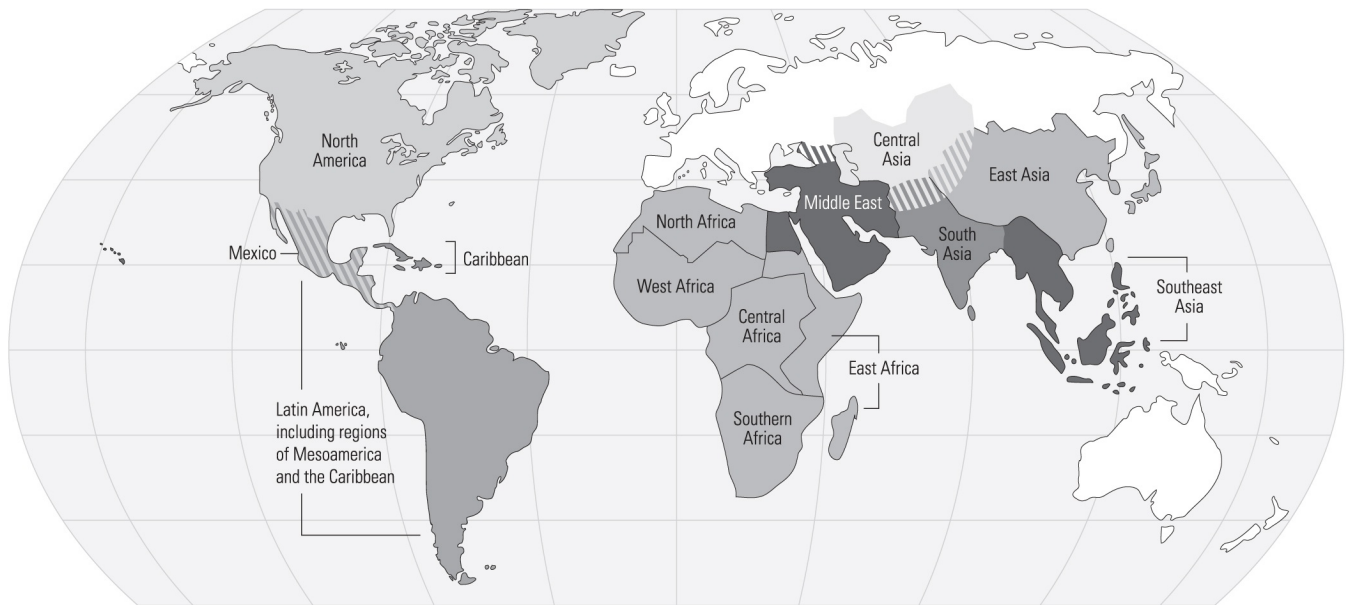 North
America
Central
Asia
East Asia
Middle East
North Africa
South
Asia
Mexico
Caribbean
West Africa
Southeast
Asia
Central
Africa
East Africa
Latin America,
including regions
of Mesoamerica
and the Caribbean
Southern
Africa